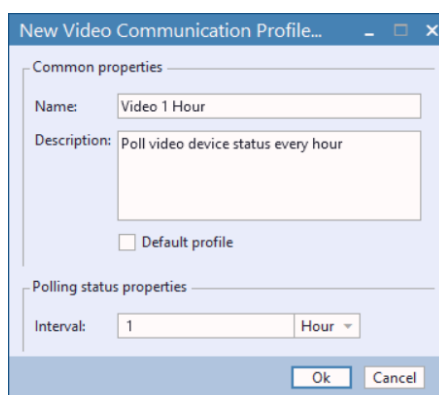 New Video Communication Profile...
Common properties
Name: Video 1 Hour
Description: Poll video device status every hour
Default profile
Polling status properties
Interval: 1 Hour
Ok Cancel